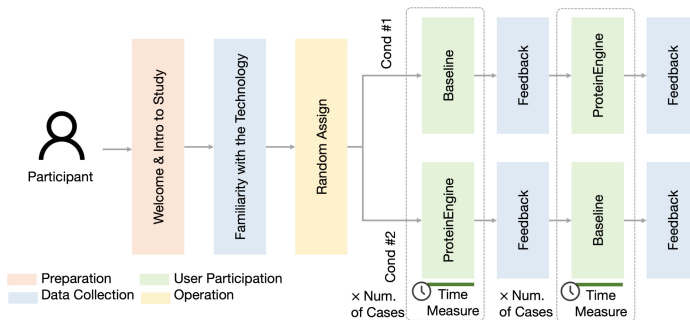 Participant
Welcome & Intro to Study
Familiarity with the Technology
Random Assign
Cond #1
Baseline
Feedback
ProteinEngine
Feedback
Cond #2
ProteinEngine
Feedback
Baseline
Feedback
× Num.
of Cases
Time
Measure
× Num.
of Cases
Time
Measure
Preparation
User Participation
Data Collection
Operation